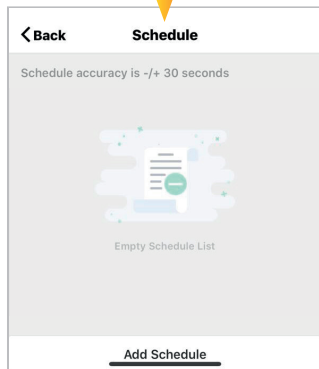 Back Schedule
Schedule accuracy is -/+ 30 seconds
Empty Schedule List
Add Schedule